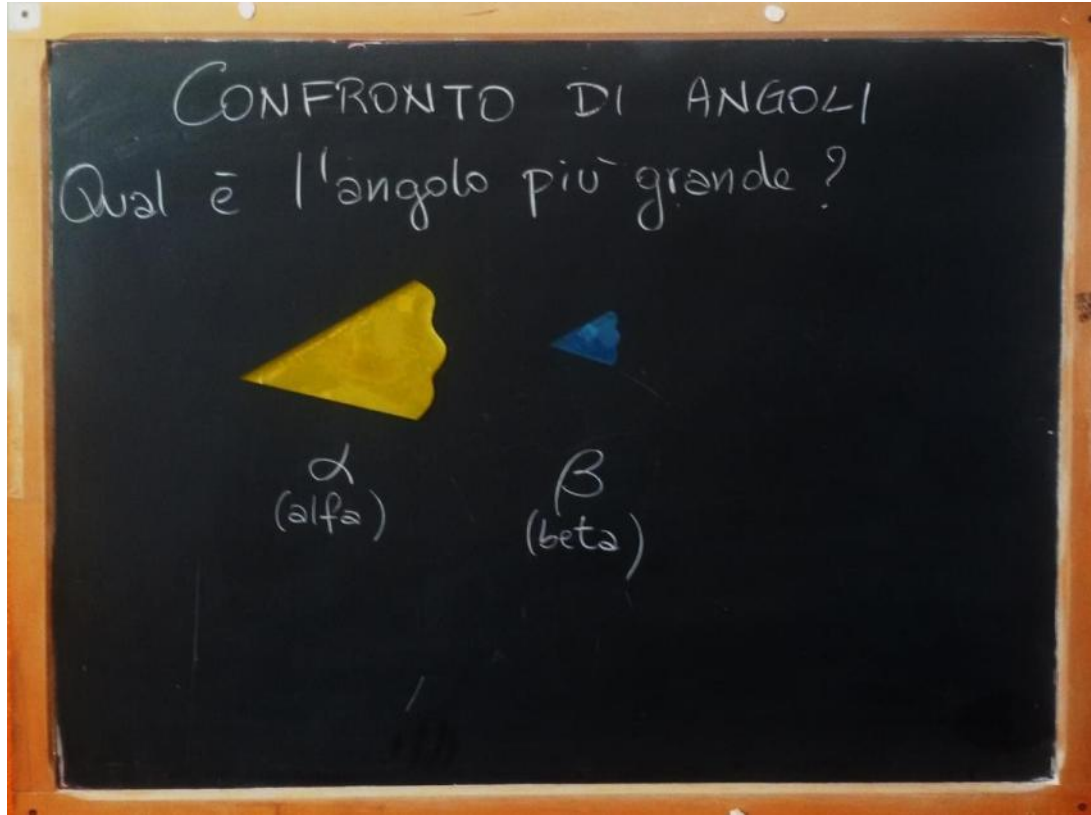 CONFRONTO DI ANGOLI
Qual è l'angolo più grande?
α β
(alfa) (beta)